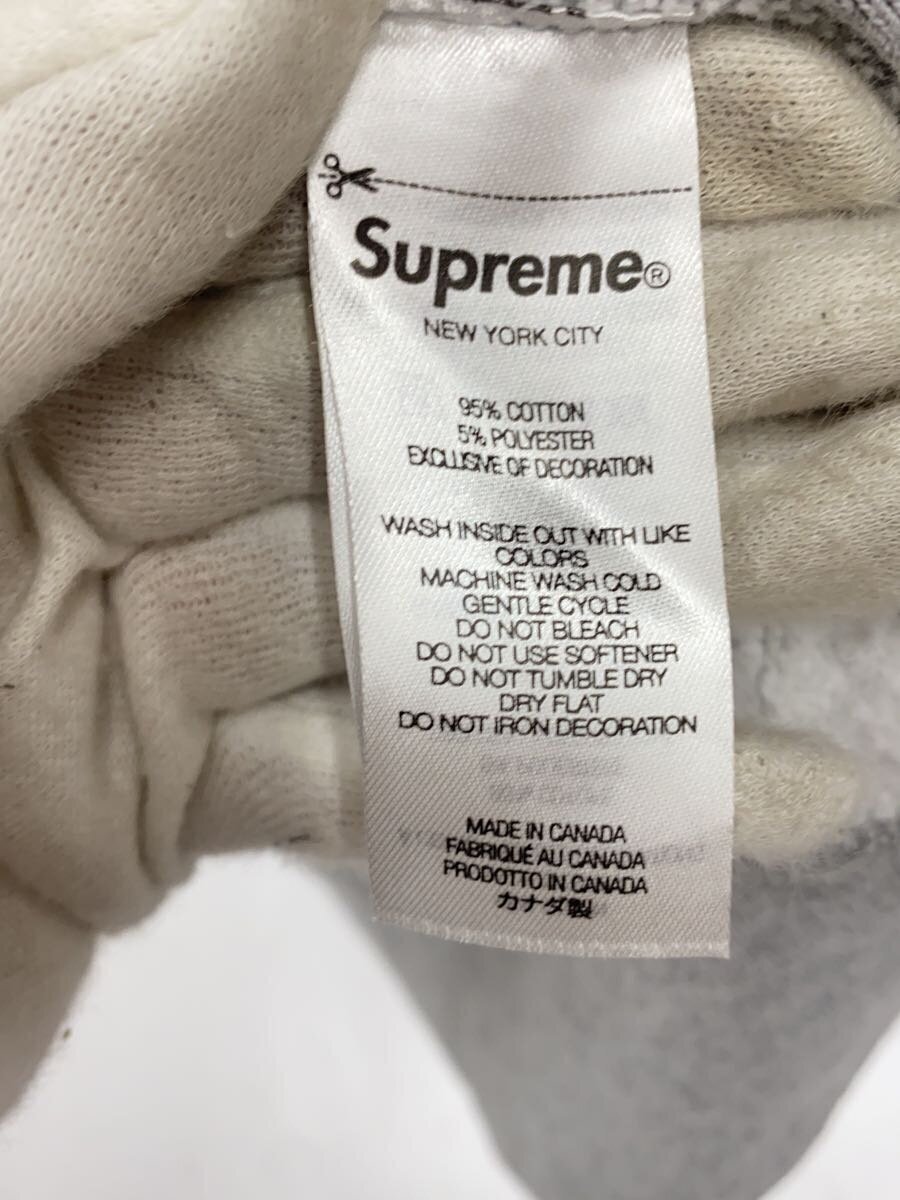 Supreme®
NEW YORK CITY
95% COTTON
5% POLYESTER
EXCLUSIVE OF DECORATION
WASH INSIDE OUT WITH LIKE
COLORS
MACHINE WASH COLD
GENTLE CYCLE
DO NOT BLEACH
DO NOT USE SOFTENER
DO NOT TUMBLE DRY
DRY FLAT
DO NOT IRON DECORATION
MADE IN CANADA
FABRIQUÉ AU CANADA
PRODOTTO IN CANADA
カナダ製